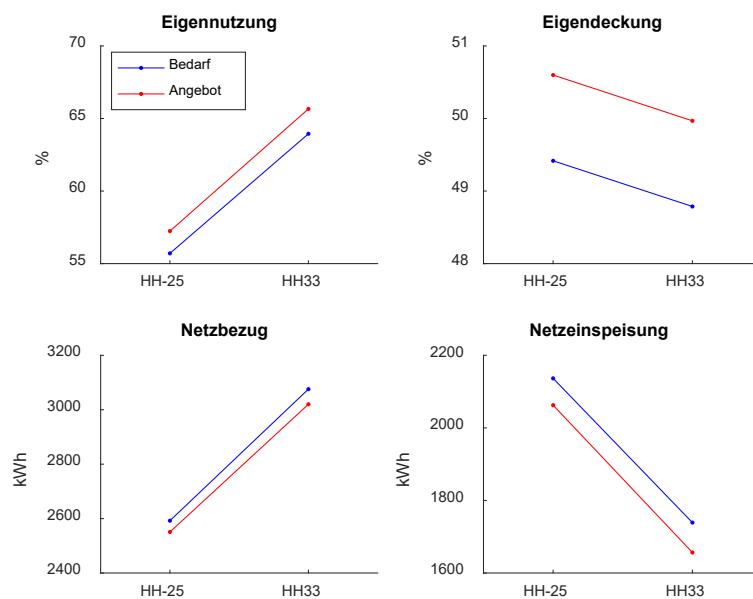 Eigennutzung
70
65
60
55
%
HH-25
HH33
Bedarf
Angebot
Eigendeckung
51
50
49
48
%
HH-25
HH33
Netzbezug
3200
3000
2800
2600
2400
kWh
HH-25
HH33
Netzeinspeisung
2200
2000
1800
1600
kWh
HH-25
HH33